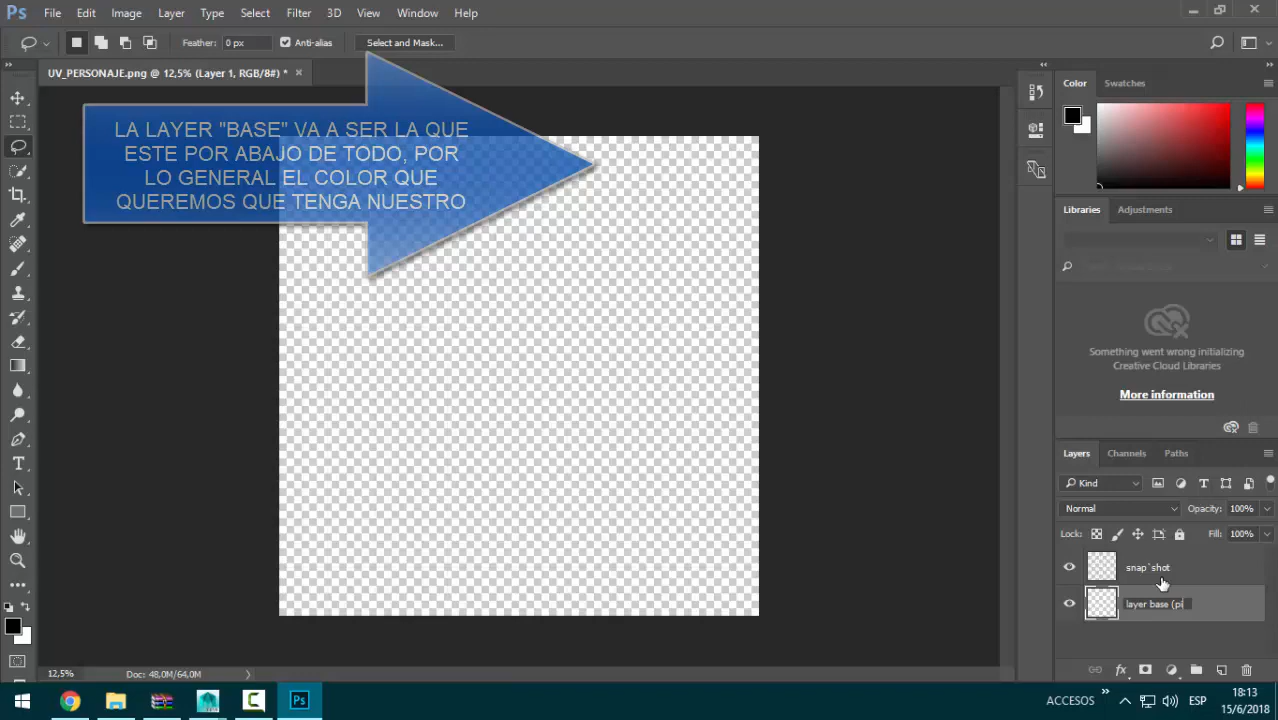 Ps File Edit Image Layer Type Select Filter 3D View Window Help
Feather: 0 px Anti-alias Select and Mask...
UV_PERSONAJE.png @ 12,5% (Layer 1, RGB/8#) *
LA LAYER "BASE" VA A SER LA QUE
ESTE POR ABAJO DE TODO, POR
LO GENERAL EL COLOR QUE
QUEREMOS QUE TENGA NUESTRO
Color Swatches
Libraries Adjustments
Something went wrong initializing
Creative Cloud Libraries
More information
Layers Channels Paths
Kind
Normal Opacity: 100%
Lock: Fill: 100%
snap`shot
layer base (pi
12,5% Doc: 48,0M/64,0M
Ps ACCESOS ESP 18:13
15/6/2018